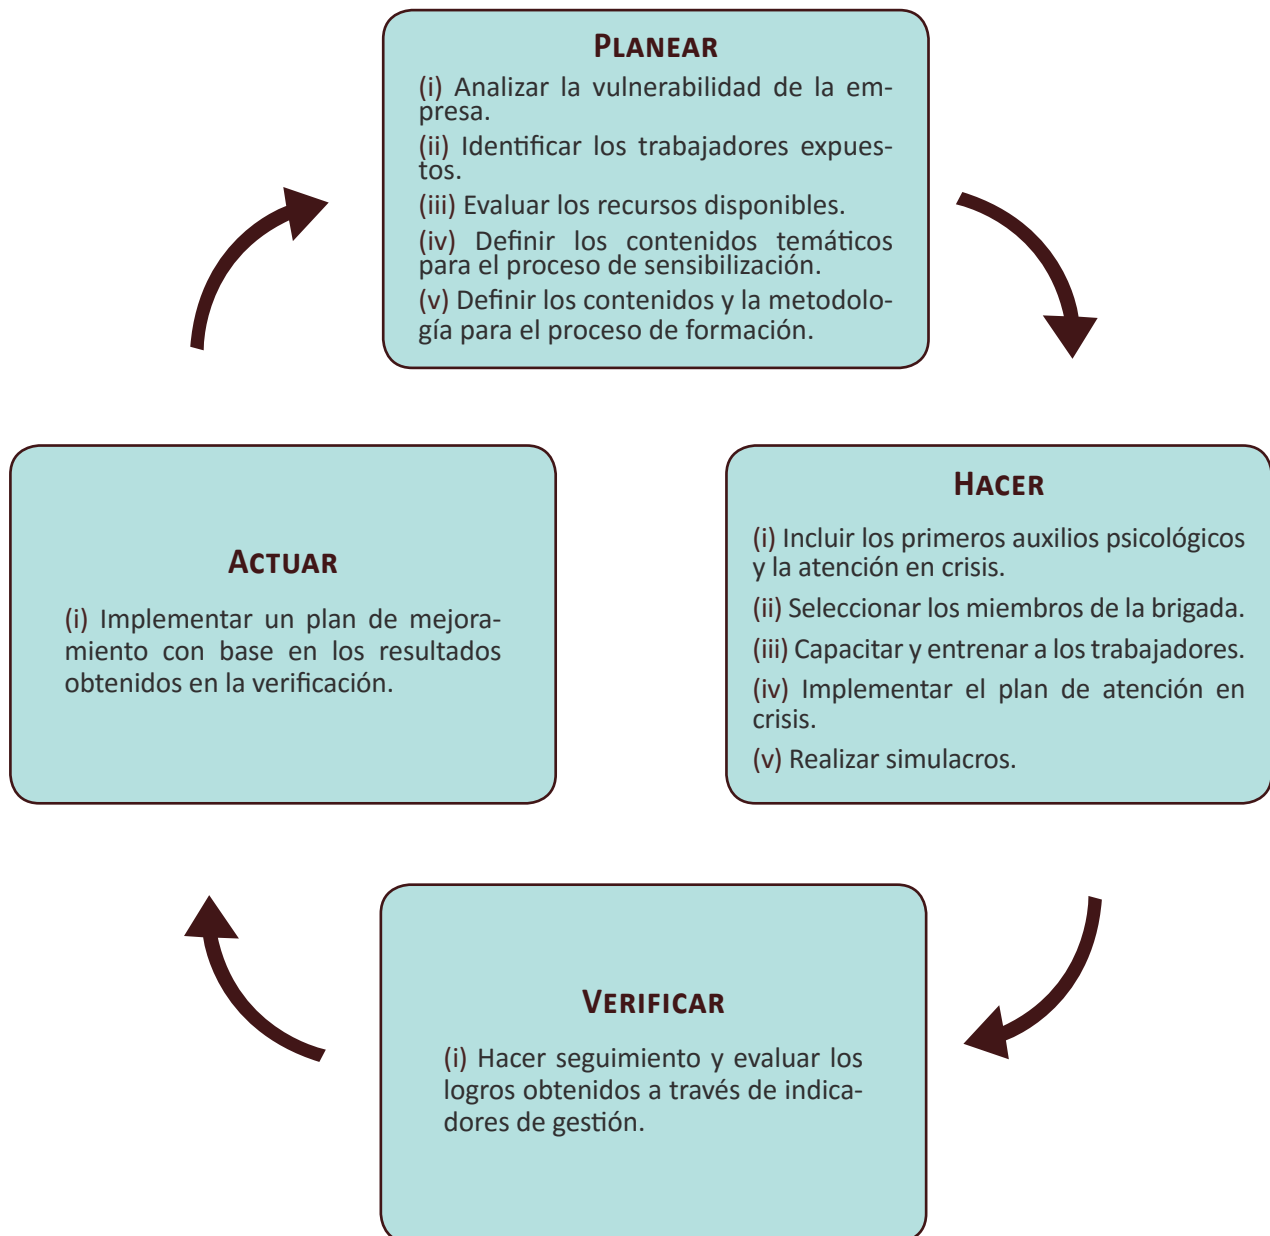 PLANEAR
(i) Analizar la vulnerabilidad de la em-
presa.
(ii) Identificar los trabajadores expues-
tos.
(iii) Evaluar los recursos disponibles.
(iv) Definir los contenidos temáticos
para el proceso de sensibilización.
(v) Definir los contenidos y la metodolo-
gía para el proceso de formación.
HACER
(i) Incluir los primeros auxilios psicológicos
y la atención en crisis.
(ii) Seleccionar los miembros de la brigada.
(iii) Capacitar y entrenar a los trabajadores.
(iv) Implementar el plan de atención en
crisis.
(v) Realizar simulacros.
VERIFICAR
(i) Hacer seguimiento y evaluar los
logros obtenidos a través de indica-
dores de gestión.
ACTUAR
(i) Implementar un plan de mejora-
miento con base en los resultados
obtenidos en la verificación.